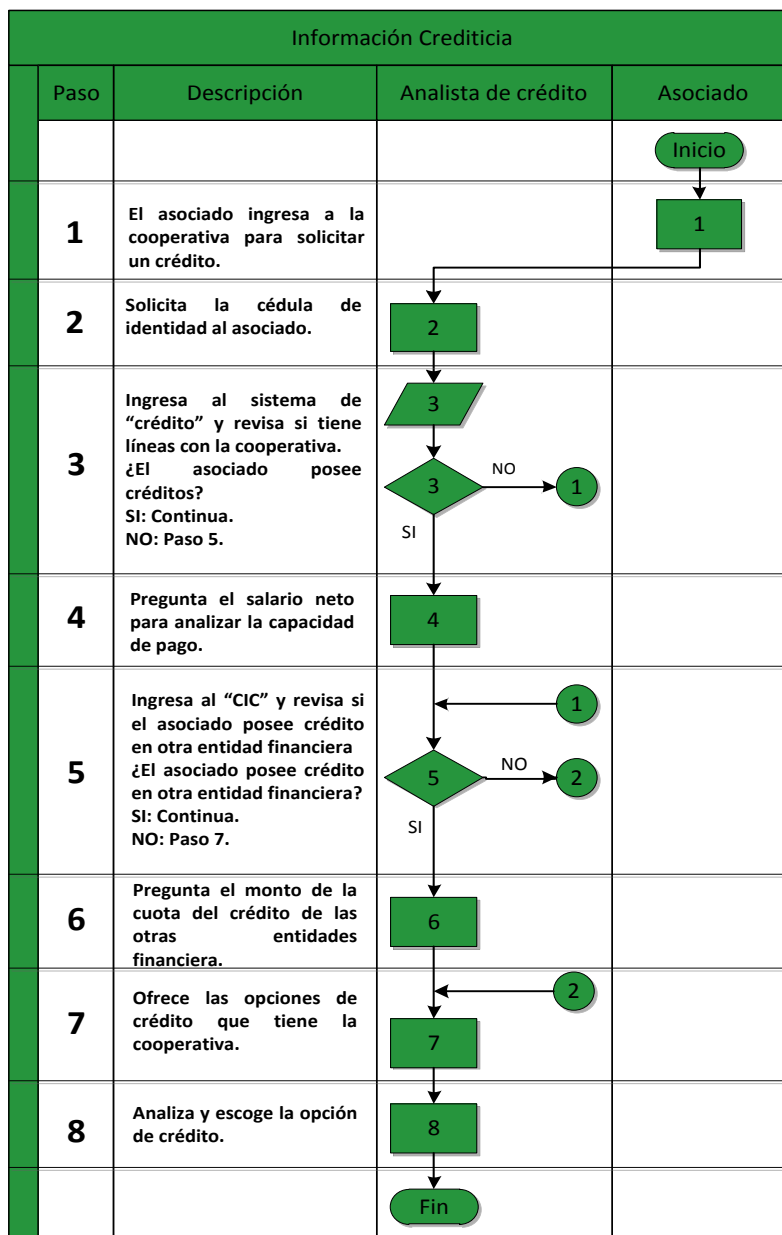 Información Crediticia
Paso Descripción Analista de crédito Asociado
Inicio
1
El asociado ingresa a la
cooperativa para solicitar
un crédito.
1
2
Solicita la cédula de
identidad al asociado.
2
3
Ingresa al sistema de
“crédito” y revisa si tiene
líneas con la cooperativa.
¿El asociado posee
créditos?
SI: Continua.
NO: Paso 5.
3
3
NO
1
SI
4
Pregunta el salario neto
para analizar la capacidad
de pago.
4
5
Ingresa al “CIC” y revisa si
el asociado posee crédito
en otra entidad financiera
¿El asociado posee crédito
en otra entidad financiera?
SI: Continua.
NO: Paso 7.
1
5
NO
2
SI
6
Pregunta el monto de la
cuota del crédito de las
otras entidades
financiera.
6
7
Ofrece las opciones de
crédito que tiene la
cooperativa.
2
7
8
Analiza y escoge la opción
de crédito.
8
Fin